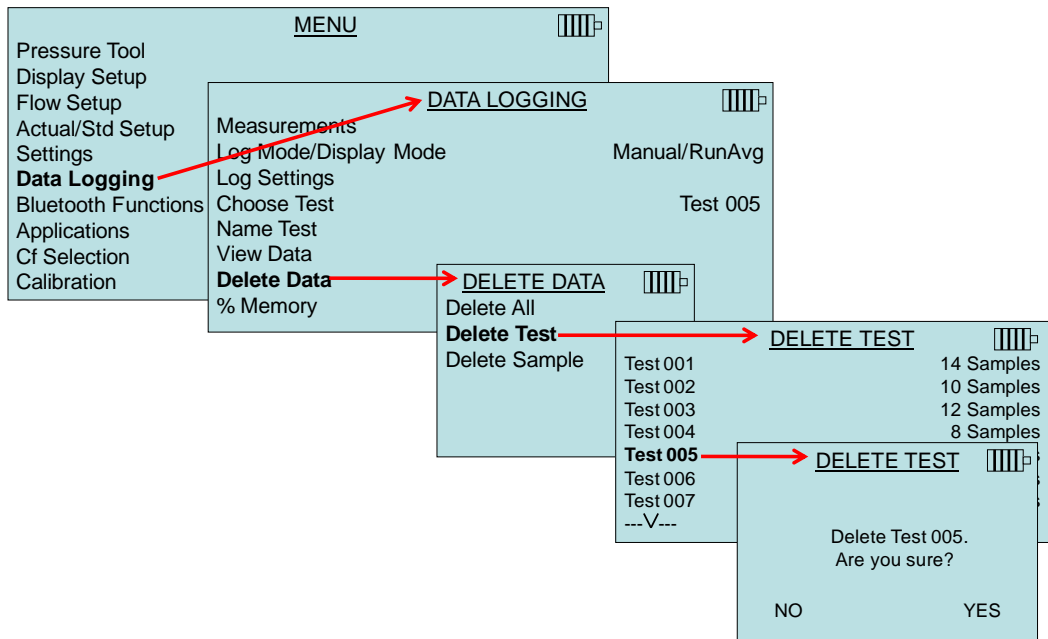 MENU
Pressure Tool
Display Setup
Flow Setup
Actual/Std Setup
Settings
Data Logging
Bluetooth Functions
Applications
Cf Selection
Calibration
DATA LOGGING
Measurements
Log Mode/Display Mode Manual/RunAvg
Log Settings
Choose Test Test 005
Name Test
View Data
Delete Data
% Memory
DELETE DATA
Delete All
Delete Test
Delete Sample
DELETE TEST
Test 001 14 Samples
Test 002 10 Samples
Test 003 12 Samples
Test 004 8 Samples
Test 005
Test 006
Test 007
---V---
DELETE TEST
Delete Test 005.
Are you sure?
NO YES